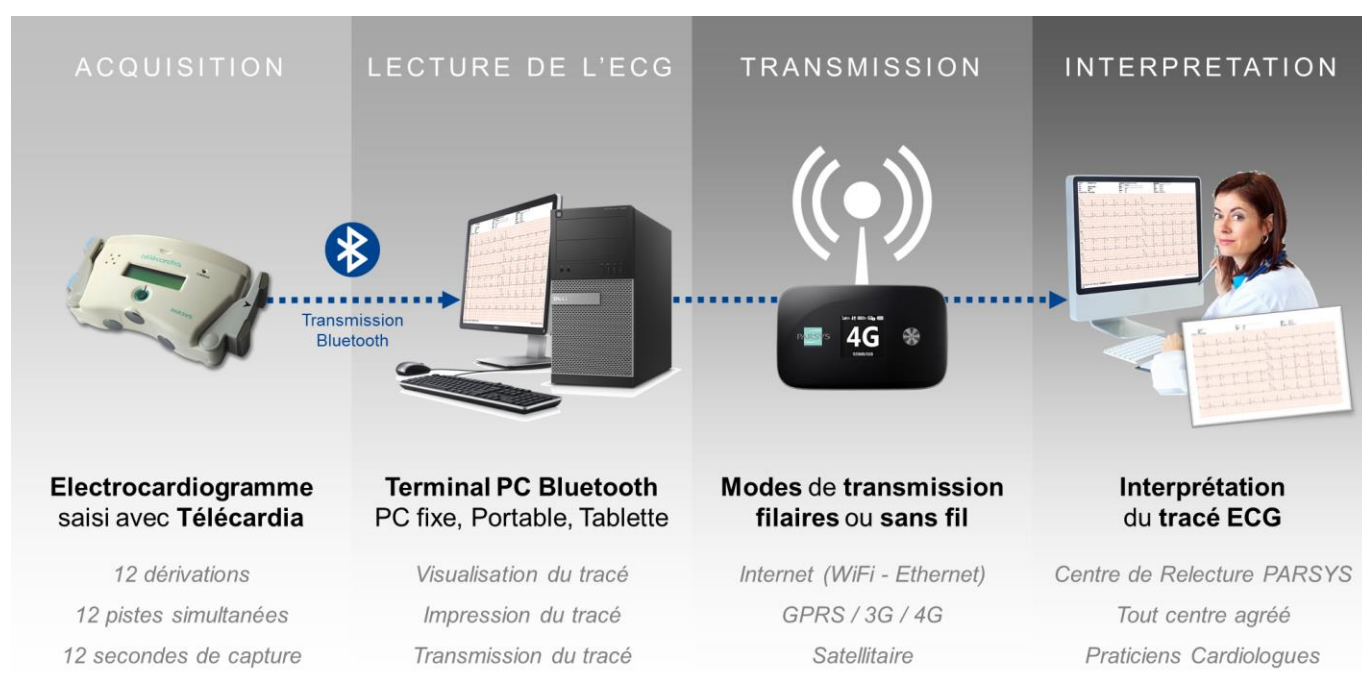 ACQUISITION
LECTURE DE L'ECG
TRANSMISSION
INTERPRETATION
télécardia
PARSYS
Transmission
Bluetooth
PARSYS
4G
Electrocardiogramme
saisi avec Télécardia
12 dérivations
12 pistes simultanées
12 secondes de capture
Terminal PC Bluetooth
PC fixe, Portable, Tablette
Visualisation du tracé
Impression du tracé
Transmission du tracé
Modes de transmission
filaires ou sans fil
Internet (WiFi - Ethernet)
GPRS / 3G / 4G
Satellitaire
Interprétation
du tracé ECG
Centre de Relecture PARSYS
Tout centre agréé
Praticiens Cardiologues